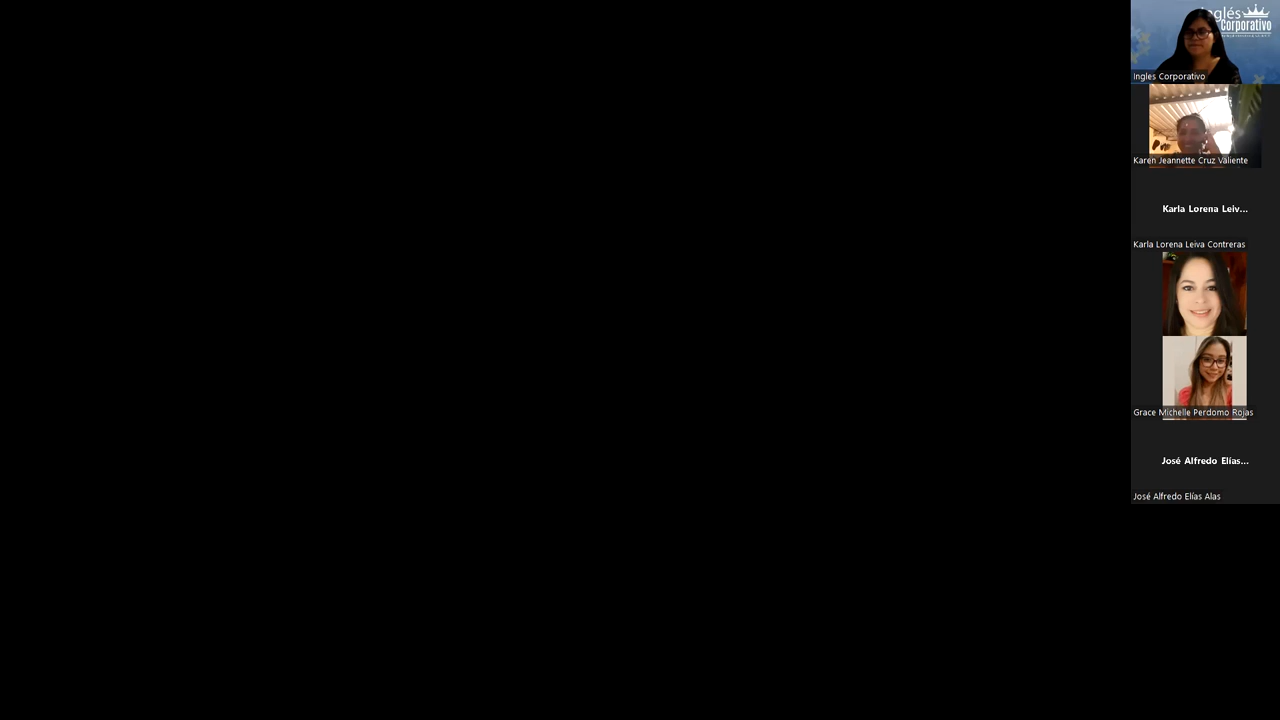 Inglés
Corporativo
Ingles Corporativo
Karen Jeannette Cruz Valiente
Karla Lorena Leiv...
Karla Lorena Leiva Contreras
Grace Michelle Perdomo Rojas
José Alfredo Elías...
José Alfredo Elías Alas